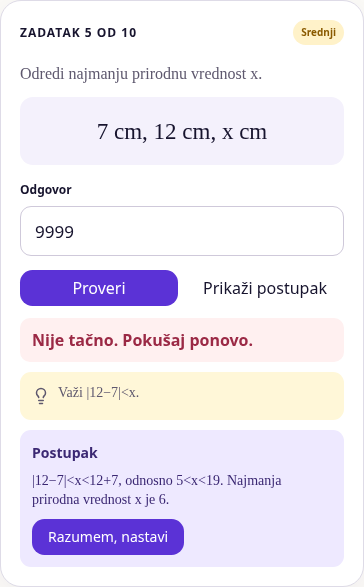 ZADATAK 5 OD 10
Srednji
Odredi najmanju prirodnu vrednost x.
7 cm, 12 cm, x cm
Odgovor
9999
Proveri
Prikaži postupak
Nije tačno. Pokušaj ponovo.
Važi |12−7|<x.
Postupak
|12−7|<x<12+7, odnosno 5<x<19. Najmanja
prirodna vrednost x je 6.
Razumem, nastavi